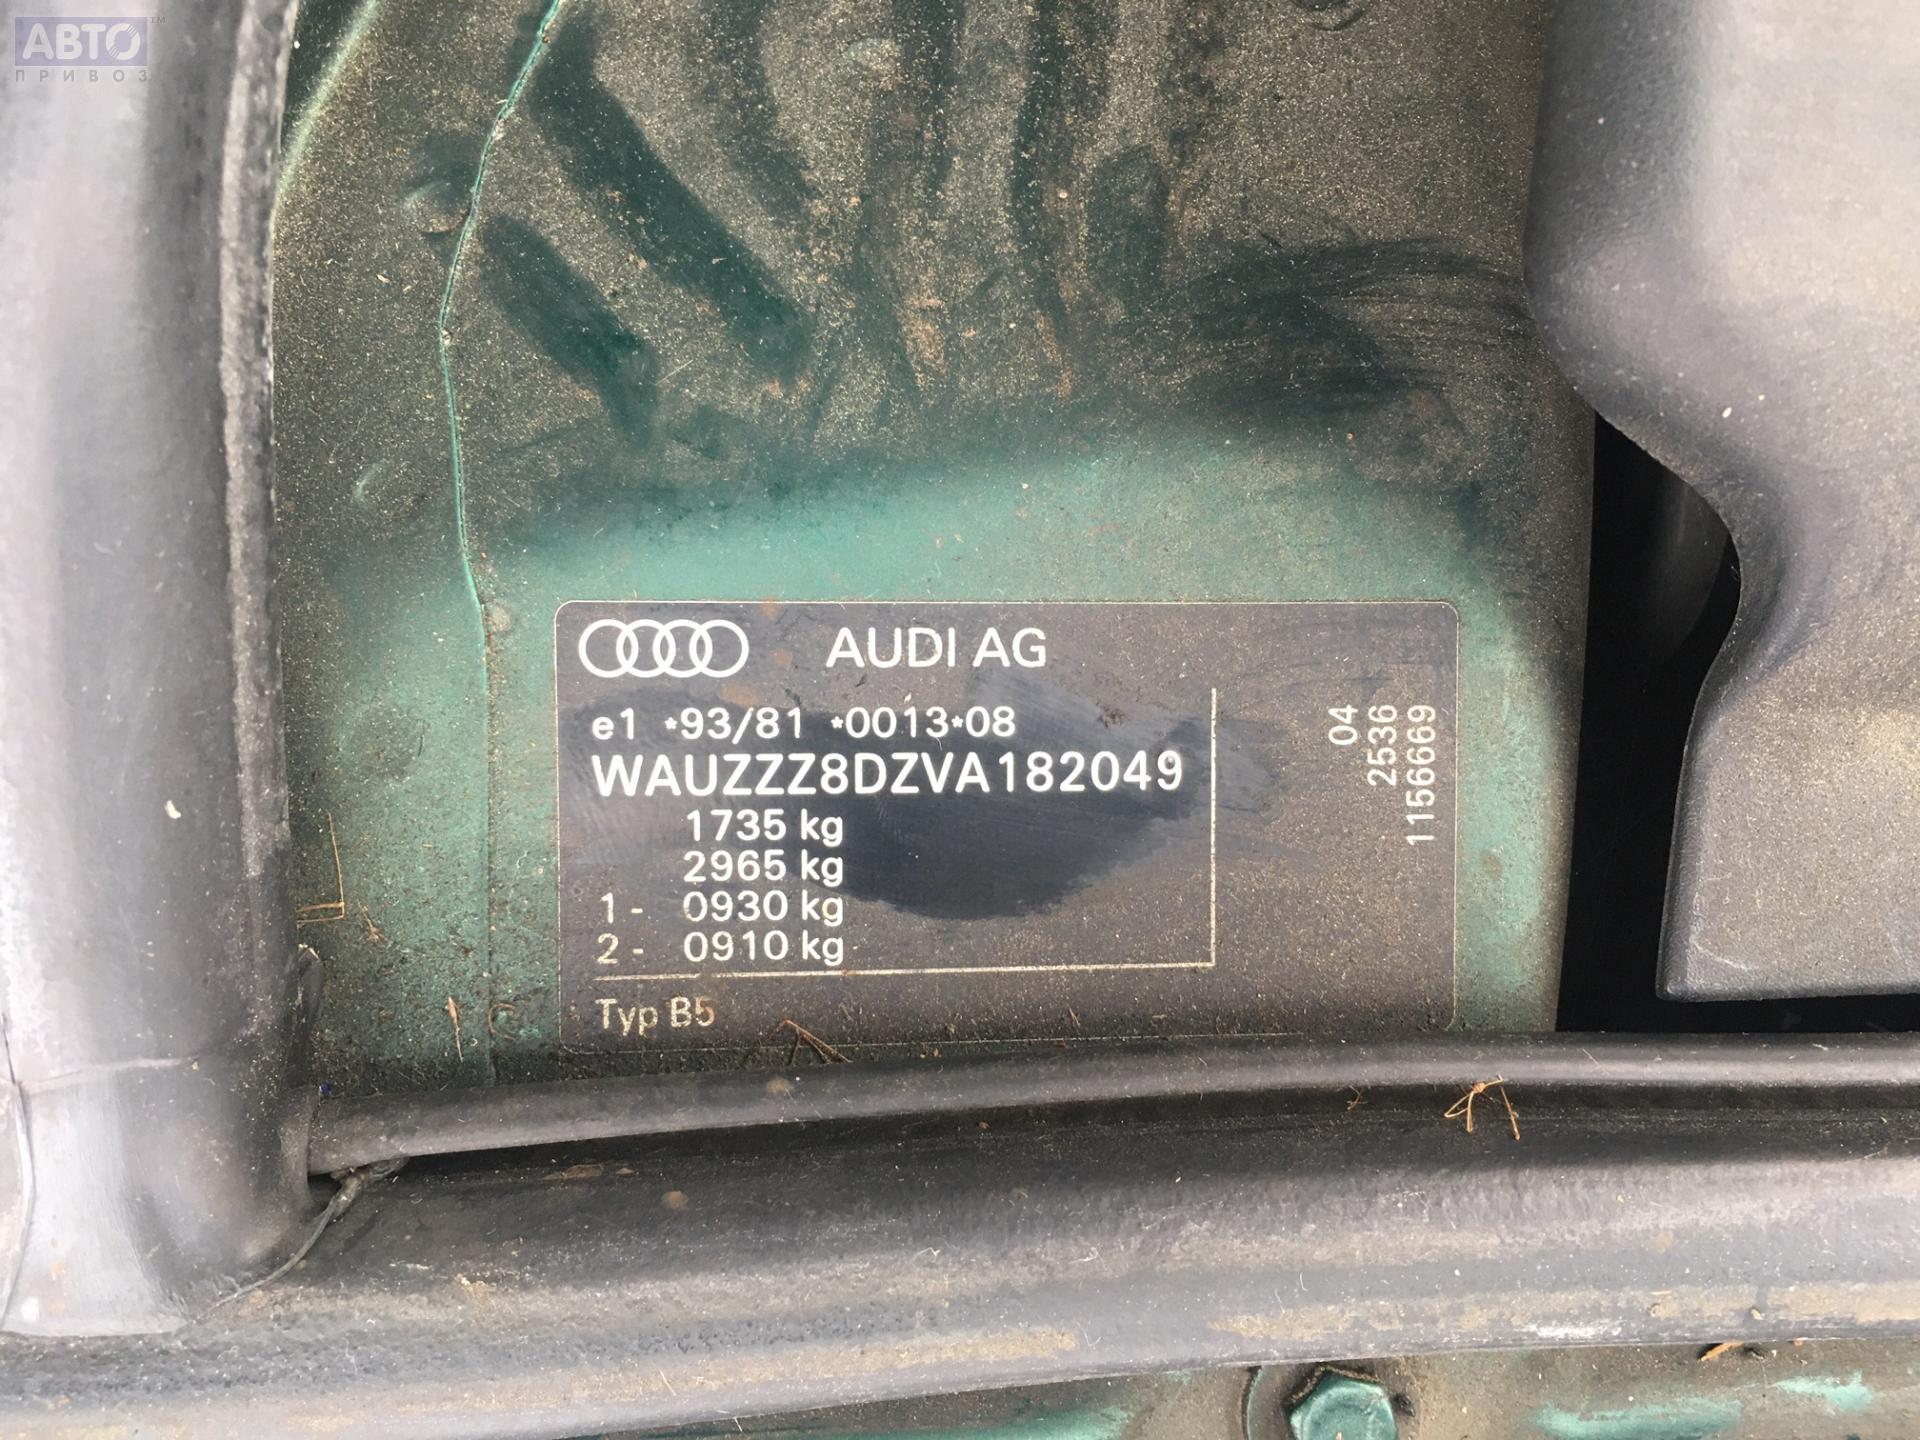 АВТО™
ПРИВОЗ
AUDI AG
e1 *93/81 *0013*08
WAUZZZ8DZVA182049
1735 kg
2965 kg
1- 0930 kg
2- 0910 kg
Typ B5
04
2536
1156669